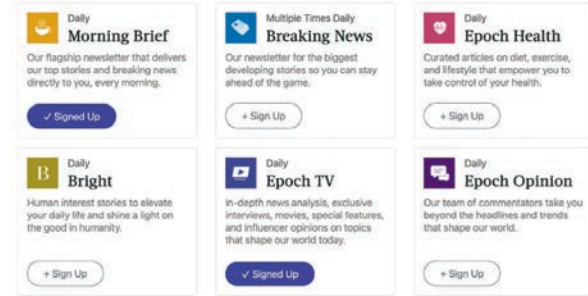 Daily
Morning Brief
Our flagship newsletter that delivers
our top stories and breaking news
directly to you, every morning.
✓ Signed Up
Multiple Times Daily
Breaking News
Our newsletter for the biggest
developing stories so you can stay
ahead of the game.
+ Sign Up
Daily
Epoch Health
Curated articles on diet, exercise,
and lifestyle that empower you to
take control of your health.
+ Sign Up
B
Daily
Bright
Human interest stories to elevate
your daily life and shine a light on
the good in humanity.
+ Sign Up
Daily
Epoch TV
In-depth news analysis, exclusive
interviews, movies, special features,
and influencer opinions on topics
that shape our world today.
✓ Signed Up
Daily
Epoch Opinion
Our team of commentators take you
beyond the headlines and trends
that shape our world.
+ Sign Up